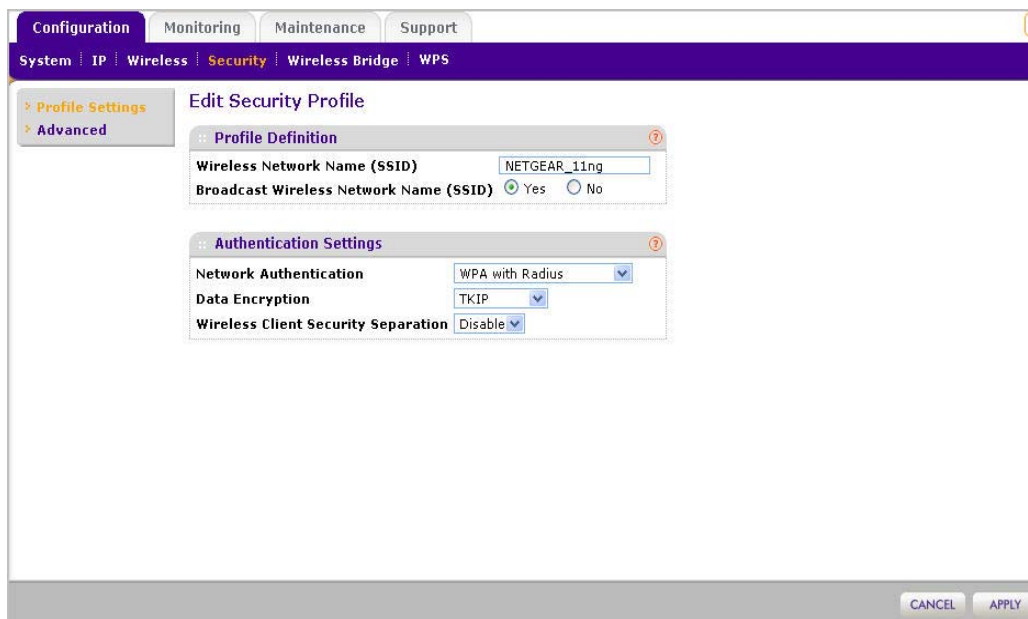 Configuration Monitoring Maintenance Support
System IP Wireless Security Wireless Bridge WPS
Profile Settings
Advanced
Edit Security Profile
Profile Definition ?
Wireless Network Name (SSID) NETGEAR_11ng
Broadcast Wireless Network Name (SSID) Yes No
Authentication Settings ?
Network Authentication WPA with Radius
Data Encryption TKIP
Wireless Client Security Separation Disable
CANCEL APPLY